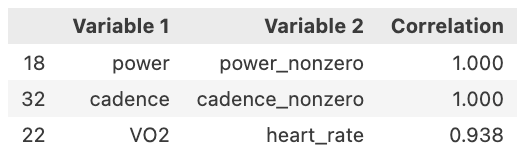 Variable 1 Variable 2 Correlation
18 power power_nonzero 1.000
32 cadence cadence_nonzero 1.000
22 VO2 heart_rate 0.938